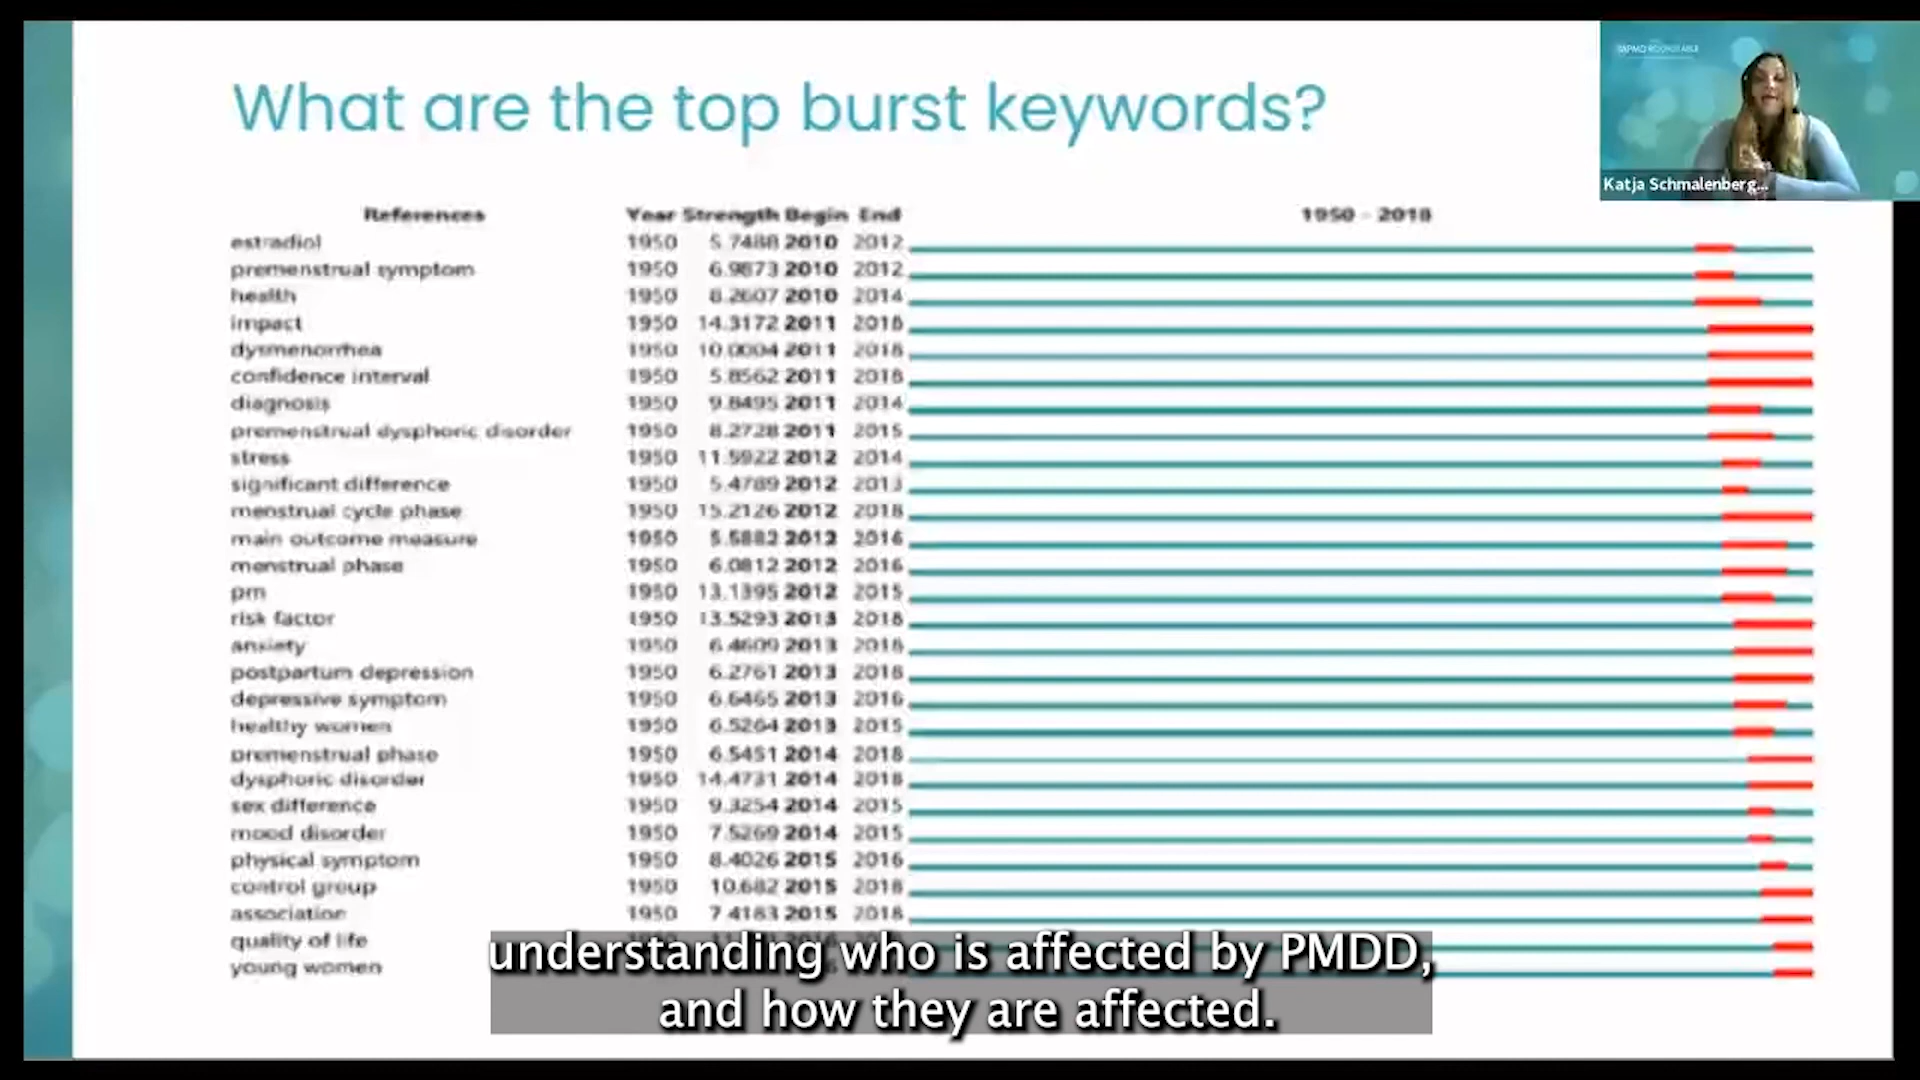 What are the top burst keywords?
Katja Schmalenberg...
References Year Strength Begin End 1950 - 2018
estradiol 1950 5.7488 2010 2012
premenstrual symptom 1950 6.9873 2010 2012
health 1950 8.2607 2010 2014
impact 1950 14.3172 2011 2018
dysmenorrhea 1950 10.0004 2011 2018
confidence interval 1950 5.8562 2011 2018
diagnosis 1950 9.8495 2011 2014
premenstrual dysphoric disorder 1950 8.2728 2011 2015
stress 1950 11.5922 2012 2014
significant difference 1950 5.4789 2012 2013
menstrual cycle phase 1950 15.2126 2012 2018
main outcome measure 1950 5.5882 2012 2016
menstrual phase 1950 6.0812 2012 2016
pm 1950 13.1395 2012 2015
risk factor 1950 13.5293 2013 2018
anxiety 1950 6.4609 2013 2018
postpartum depression 1950 6.2761 2013 2018
depressive symptom 1950 6.6465 2013 2016
healthy women 1950 6.5264 2013 2015
premenstrual phase 1950 6.5451 2014 2018
dysphoric disorder 1950 14.4731 2014 2018
sex difference 1950 9.3254 2014 2015
mood disorder 1950 7.5269 2014 2015
physical symptom 1950 8.4026 2015 2016
control group 1950 10.682 2015 2018
association 1950 7.4183 2015 2018
quality of life
young women
understanding who is affected by PMDD,
and how they are affected.